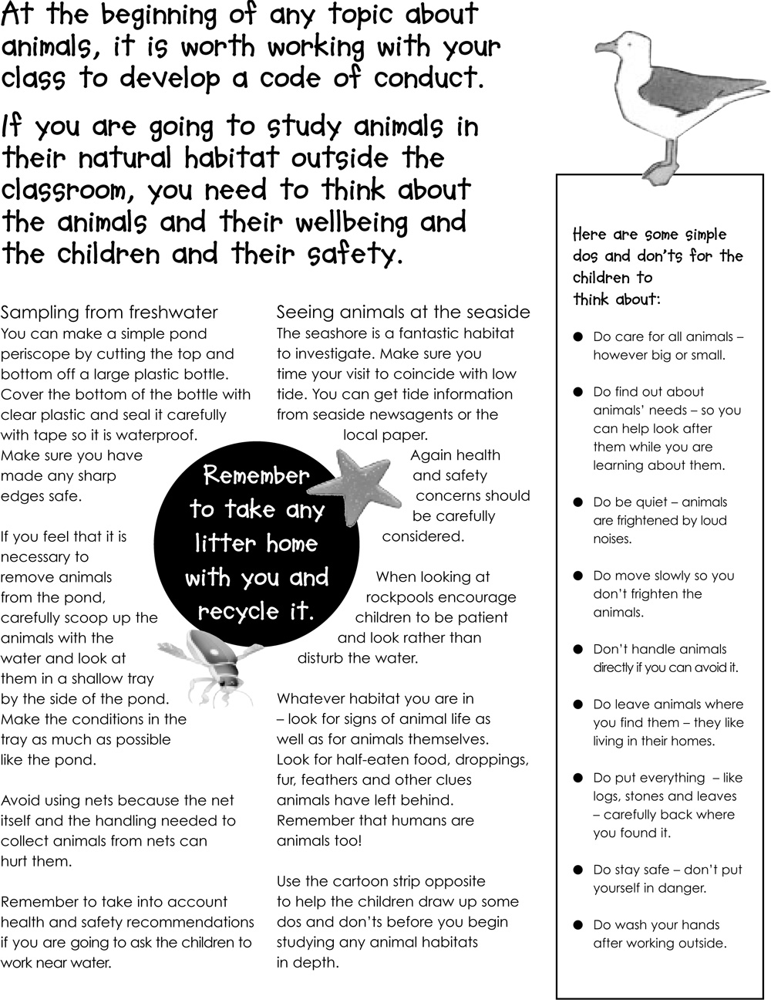 At the beginning of any topic about
animals, it is worth working with your
class to develop a code of conduct.
If you are going to study animals in
their natural habitat outside the
classroom, you need to think about
the animals and their wellbeing and
the children and their safety.
Sampling from freshwater
You can make a simple pond
periscope by cutting the top and
bottom off a large plastic bottle.
Cover the bottom of the bottle with
clear plastic and seal it carefully
with tape so it is waterproof.
Make sure you have
made any sharp
edges safe.
If you feel that it is
necessary to
remove animals
from the pond,
carefully scoop up the
animals with the
water and look at
them in a shallow tray
by the side of the pond.
Make the conditions in the
tray as much as possible
like the pond.
Avoid using nets because the net
itself and the handling needed to
collect animals from nets can
hurt them.
Remember to take into account
health and safety recommendations
if you are going to ask the children to
work near water.
Remember
to take any
litter home
with you and
recycle it.
Seeing animals at the seaside
The seashore is a fantastic habitat
to investigate. Make sure you
time your visit to coincide with low
tide. You can get tide information
from seaside newsagents or the
local paper.
Again health
and safety
concerns should
be carefully
considered.
When looking at
rockpools encourage
children to be patient
and look rather than
disturb the water.
Whatever habitat you are in
– look for signs of animal life as
well as for animals themselves.
Look for half-eaten food, droppings,
fur, feathers and other clues
animals have left behind.
Remember that humans are
animals too!
Use the cartoon strip opposite
to help the children draw up some
dos and don'ts before you begin
studying any animal habitats
in depth.
Here are some simple
dos and don'ts for the
children to
think about:
● Do care for all animals –
however big or small.
● Do find out about
animals' needs – so you
can help look after
them while you are
learning about them.
● Do be quiet – animals
are frightened by loud
noises.
● Do move slowly so you
don't frighten the
animals.
● Don't handle animals
directly if you can avoid it.
● Do leave animals where
you find them – they like
living in their homes.
● Do put everything – like
logs, stones and leaves
– carefully back where
you found it.
● Do stay safe – don't put
yourself in danger.
● Do wash your hands
after working outside.